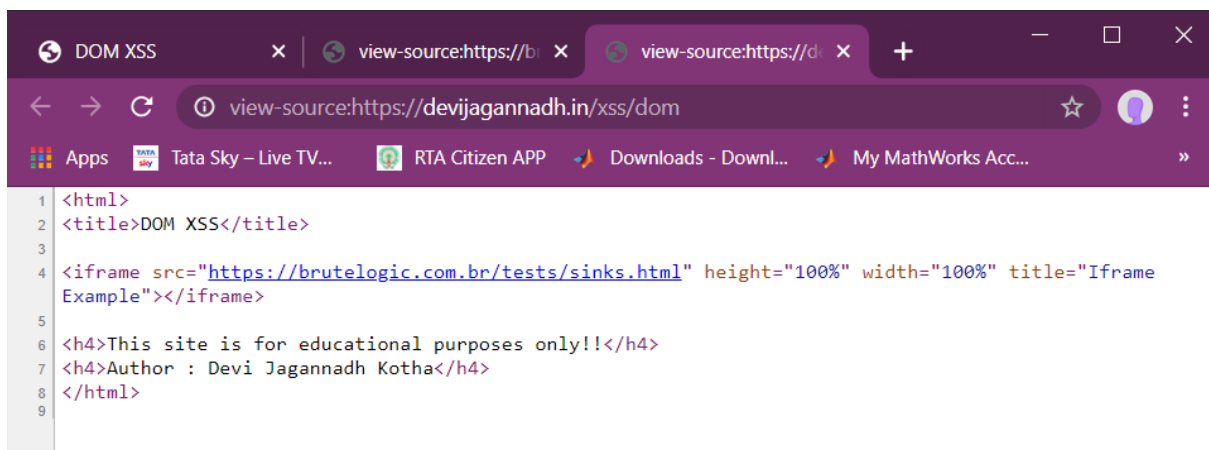 DOM XSS
view-source:https://br
view-source:https://de
view-source:https://devijagannadh.in/xss/dom
Apps
TATA
sky
Tata Sky – Live TV...
RTA Citizen APP
Downloads - Downl...
My MathWorks Acc...
»
1 <html>
2 <title>DOM XSS</title>
3
4 <iframe src="https://brutelogic.com.br/tests/sinks.html" height="100%" width="100%" title="Iframe
Example"></iframe>
5
6 <h4>This site is for educational purposes only!!</h4>
7 <h4>Author : Devi Jagannadh Kotha</h4>
8 </html>
9